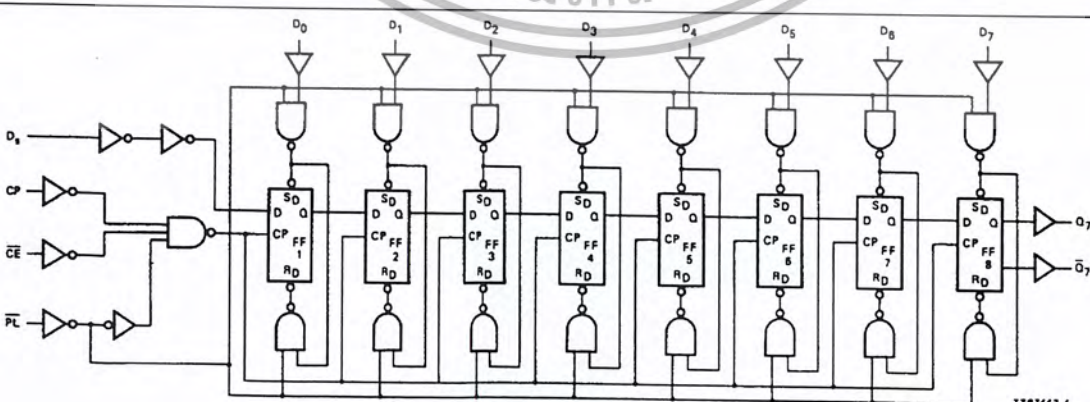 D0 D1 D2 D3 D4 D5 D6 D7
Ds
CP
CE
PL
SD SD SD SD SD SD SD SD
D Q D Q D Q D Q D Q D Q D Q D Q
CP CP CP CP CP CP CP CP
FF 1 FF 2 FF 3 FF 4 FF 5 FF 6 FF 7 FF 8
RD RD RD RD RD RD RD RD
Q7
Q̅7